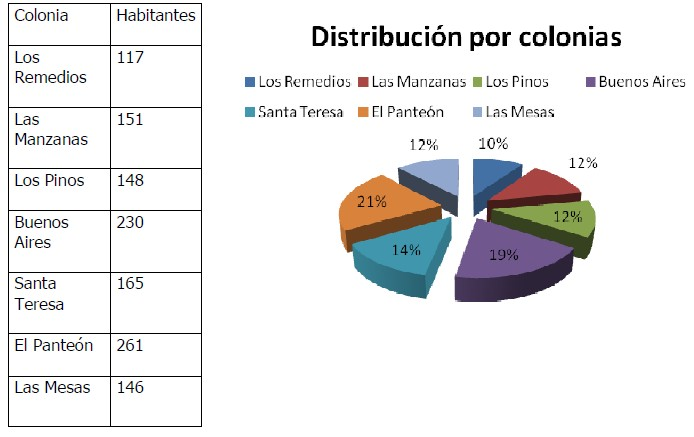 Colonia Habitantes
Los 117
Remedios
Las 151
Manzanas
Los Pinos 148
Buenos 230
Aires
Santa 165
Teresa
El Panteón 261
Las Mesas 146
Distribución por colonias
Los Remedios Las Manzanas Los Pinos Buenos Aires
Santa Teresa El Panteón Las Mesas
12% 10%
12%
21%
12%
14% 19%